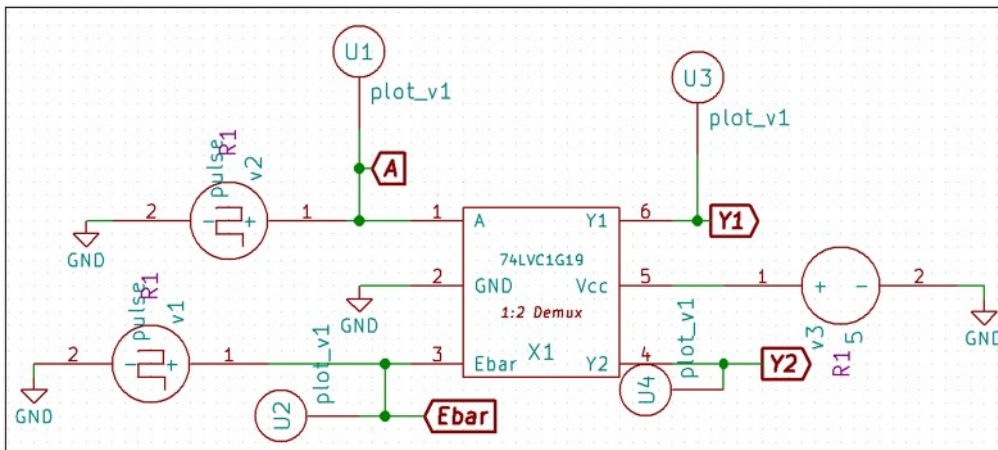 U1
plot_v1
U3
plot_v1
R1
pulse
v2
A
2
- +
1
GND
1
A
Y1
6
Y1
74LVC1G19
2
GND
Vcc
5
1:2 Demux
GND
1
+ -
2
GND
v3
5
R1
R1
pulse
v1
2
- +
1
GND
plot_v1
3
Ebar
X1
Y2
4
plot_v1
Y2
U2
Ebar
U4